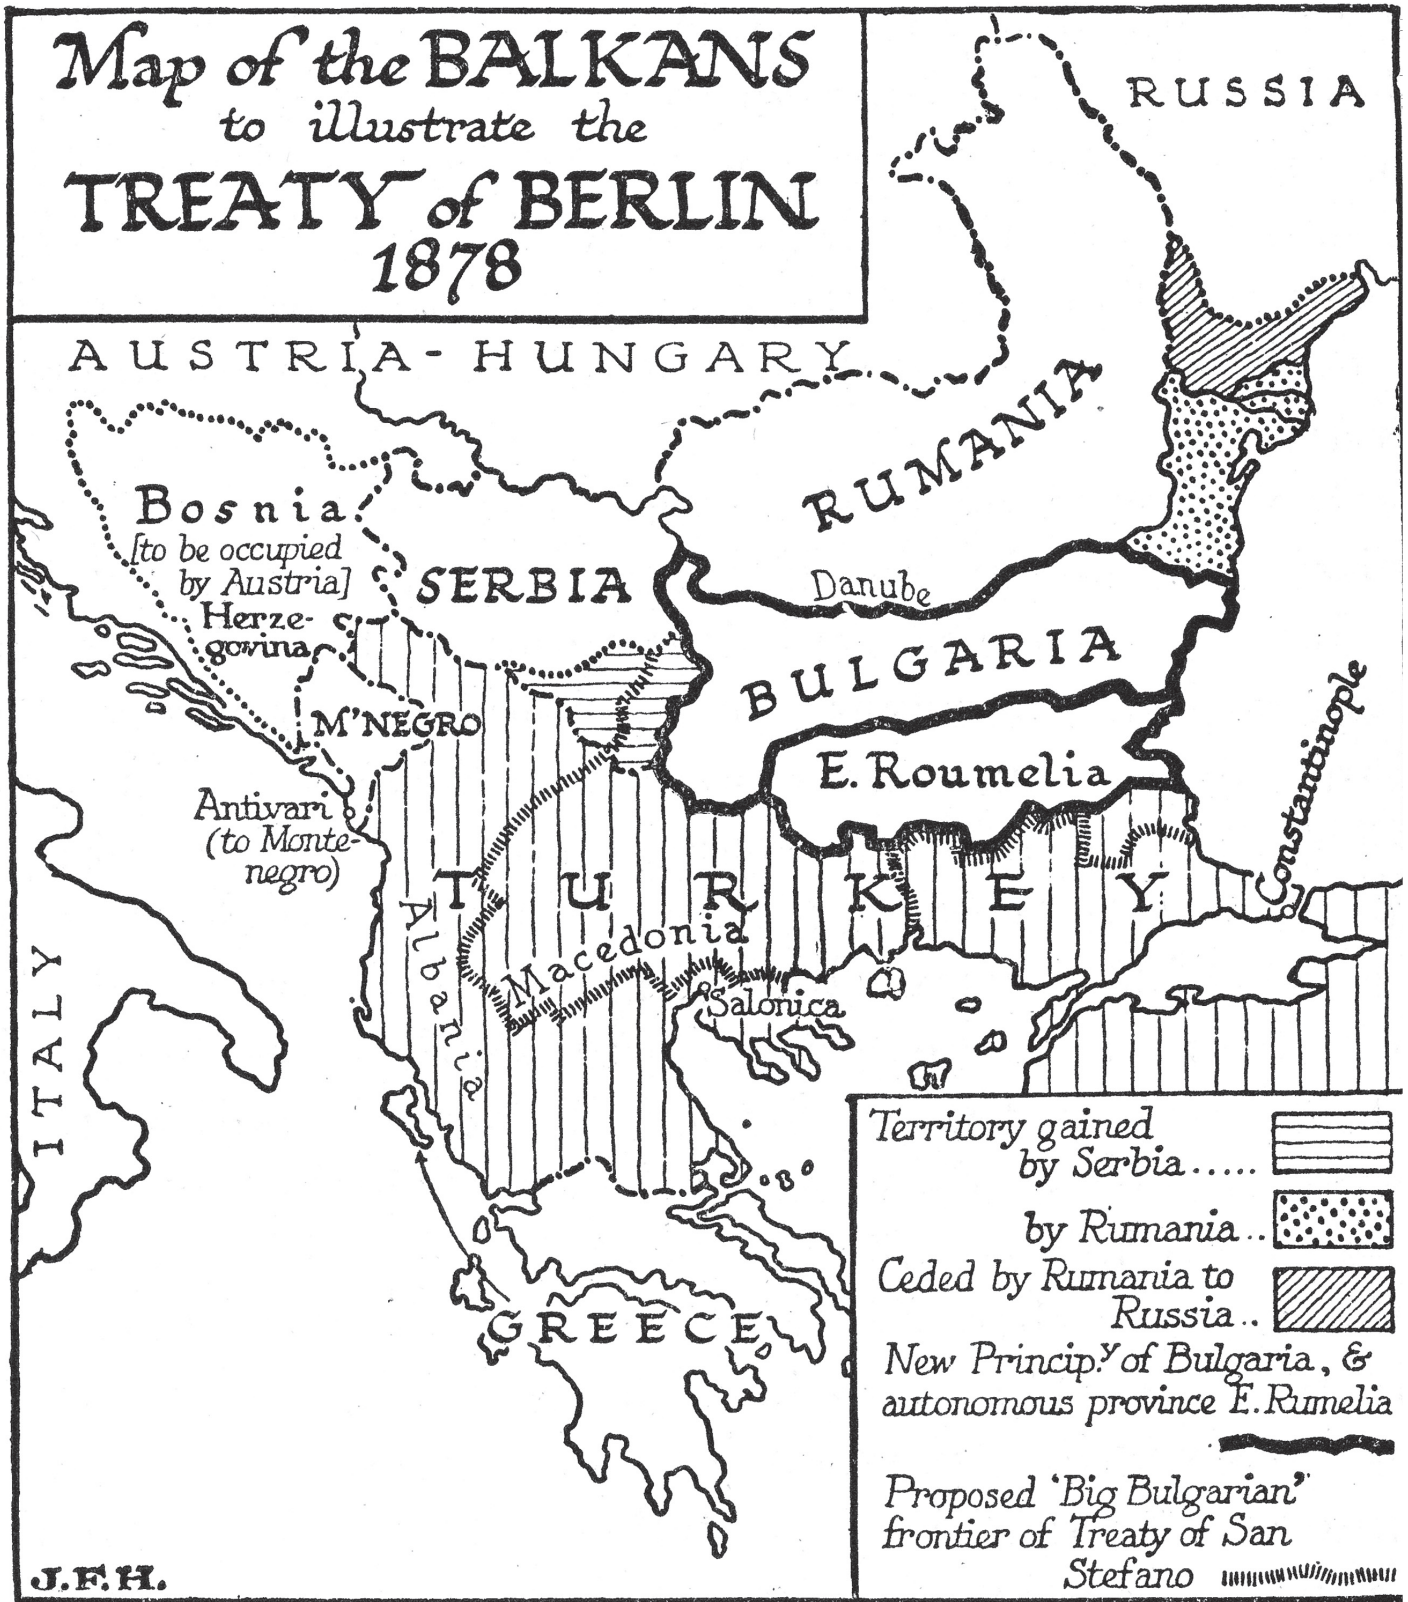 Map of the BALKANS
to illustrate the
TREATY of BERLIN
1878
RUSSIA
AUSTRIA-HUNGARY
RUMANIA
Bosnia
[to be occupied
by Austria]
Herze-
govina
SERBIA
Danube
BULGARIA
M'NEGRO
E. Roumelia
Constantinople
Antivari
(to Monte-
negro)
TURKEY
Albania
Macedonia
Salonica
ITALY
GREECE
Territory gained
by Serbia.....
by Rumania..
Ceded by Rumania to
Russia..
New Princip.y of Bulgaria, &
autonomous province E. Rumelia
Proposed 'Big Bulgarian'
frontier of Treaty of San
Stefano
J.F.H.